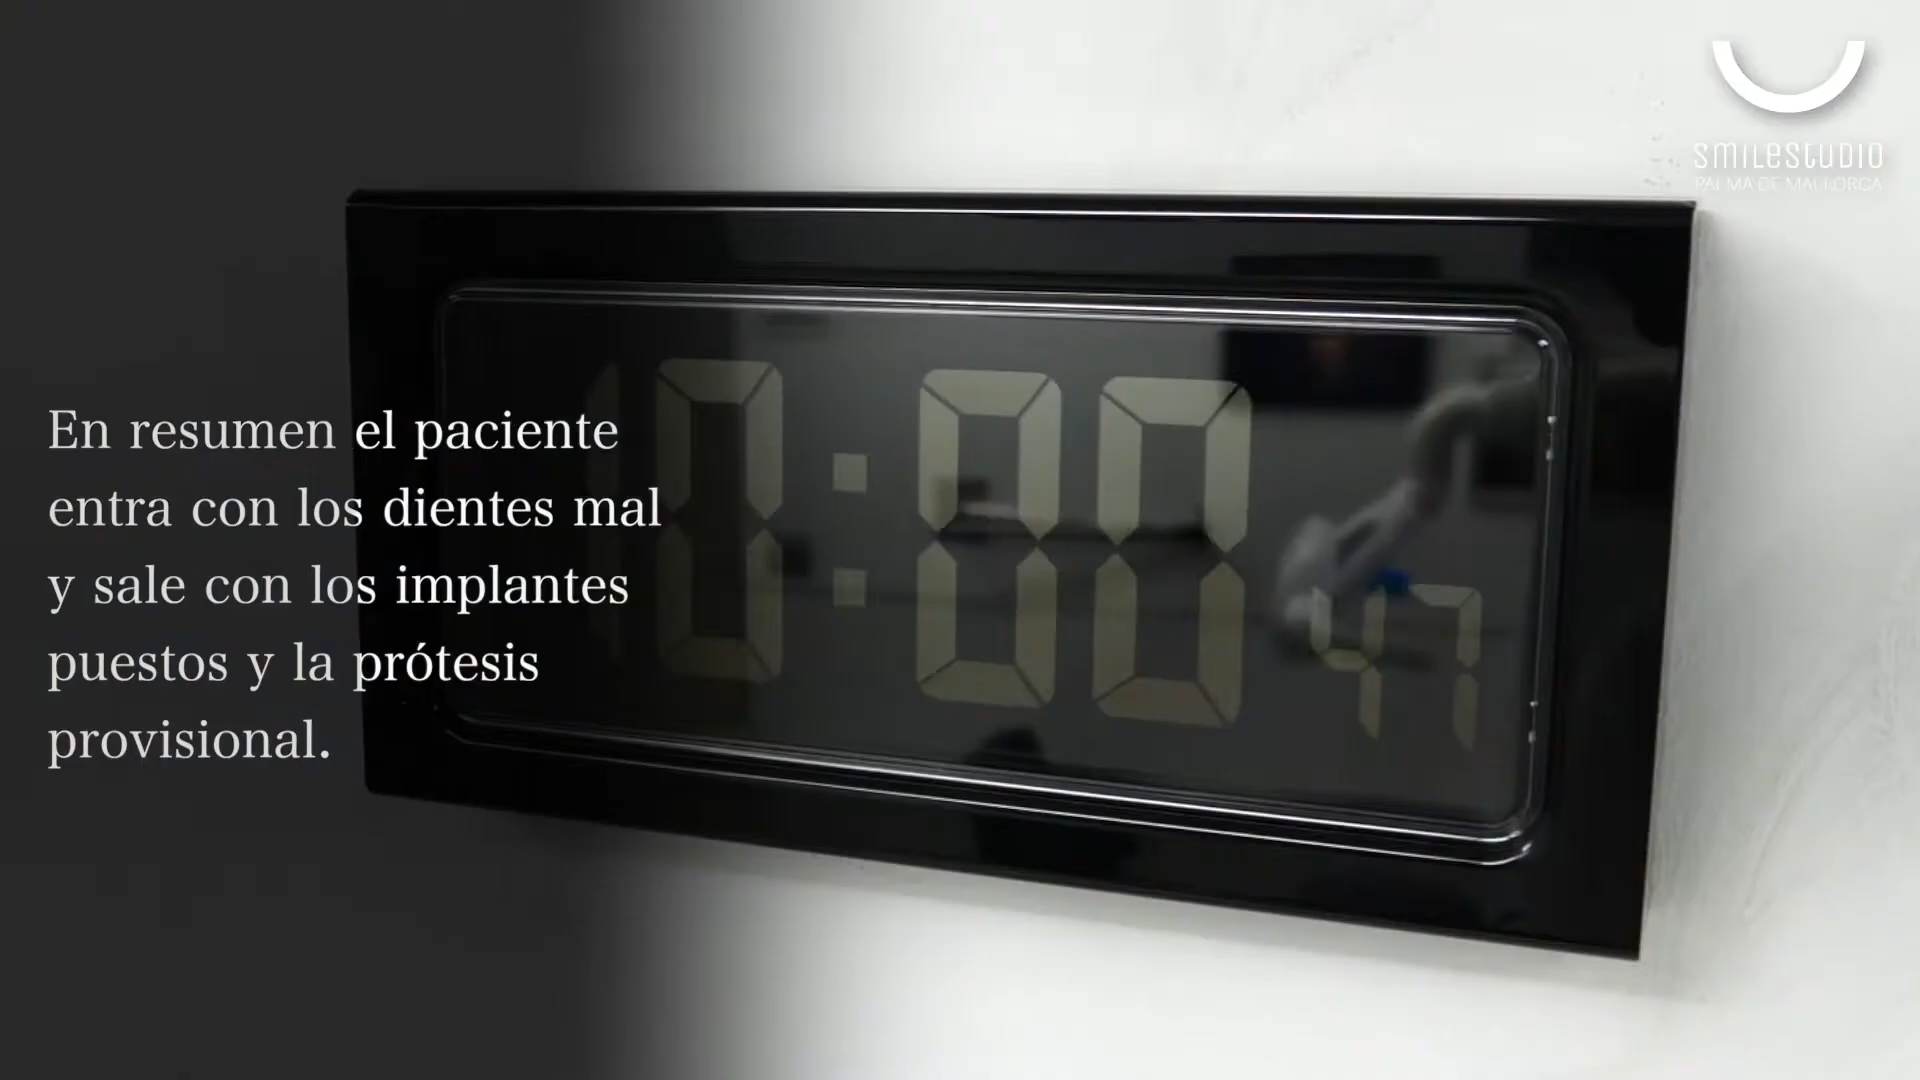 SMILESTUDIO
PALMA DE MALLORCA
En resumen el paciente
entra con los dientes mal
y sale con los implantes
puestos y la prótesis
provisional.
10:00 47